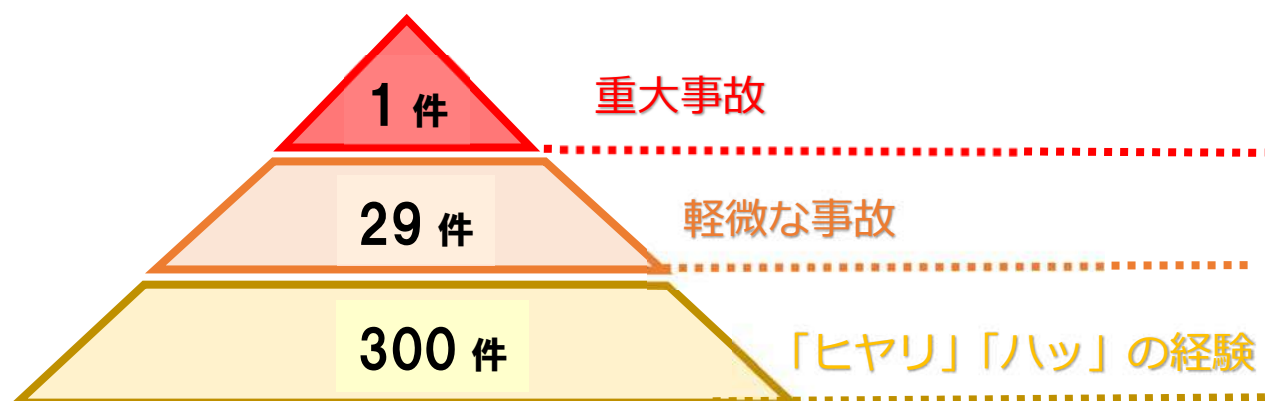 1 件
重大事故
29 件
軽微な事故
300 件
「ヒヤリ」「ハッ」の経験